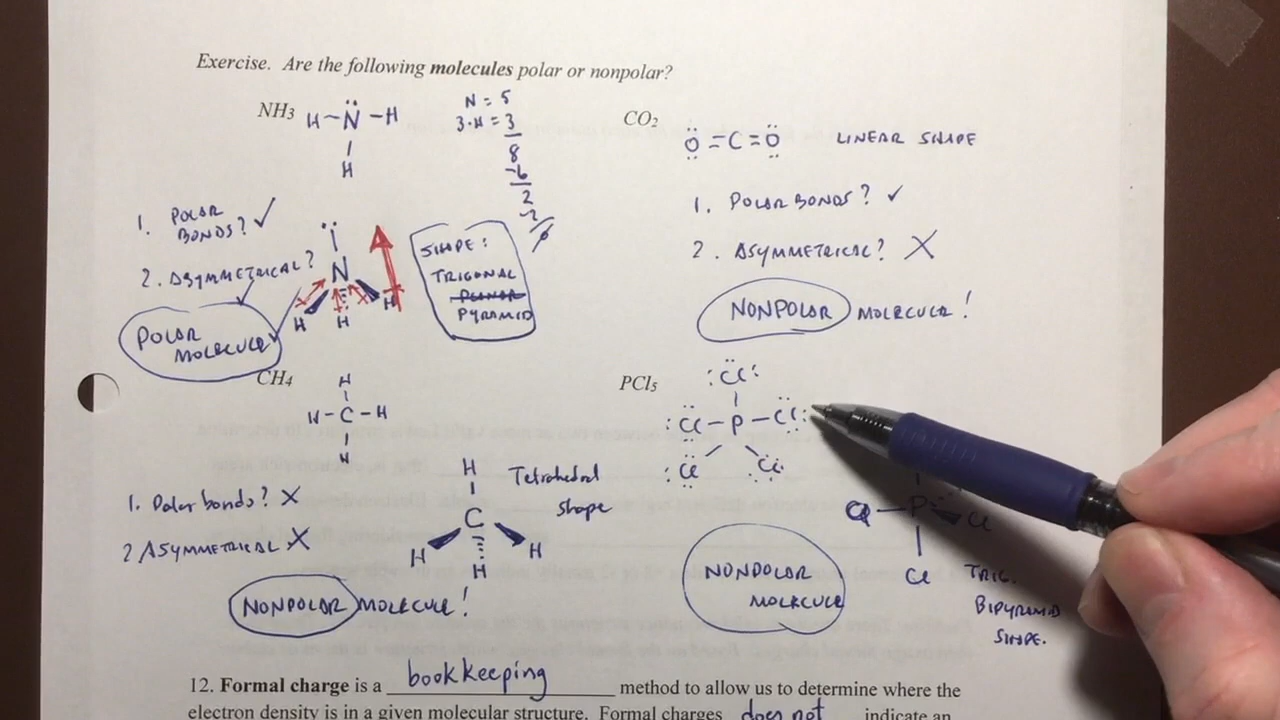 Exercise. Are the following molecules polar or nonpolar?
NH3
H-N-H
H
N = 5
3·H = 3
8
-6
2
-2
0
1. POLAR
BONDS? ✓
2. ASYMMETRICAL?
POLAR
MOLECULE
N
H
H
H
SHAPE:
TRIGONAL
PLANAR
PYRAMID
CO2
O=C=O
LINEAR SHAPE
1. POLAR BONDS? ✓
2. ASYMMETRICAL? X
NONPOLAR MOLECULE!
CH4
H
H-C-H
H
1. Polar bonds? X
2 ASYMMETRICAL X
NONPOLAR MOLECULE!
H
C
H
H
H
Tetrahedral
shape
PCl5
:Cl:
:Cl-P-Cl:
:Cl
Cl:
NONPOLAR
MOLECULE
Cl-P
Cl
Cl
TRIG.
BIPYRAMID
SHAPE.
12. Formal charge is a bookkeeping method to allow us to determine where the
electron density is in a given molecular structure. Formal charges does not indicate an